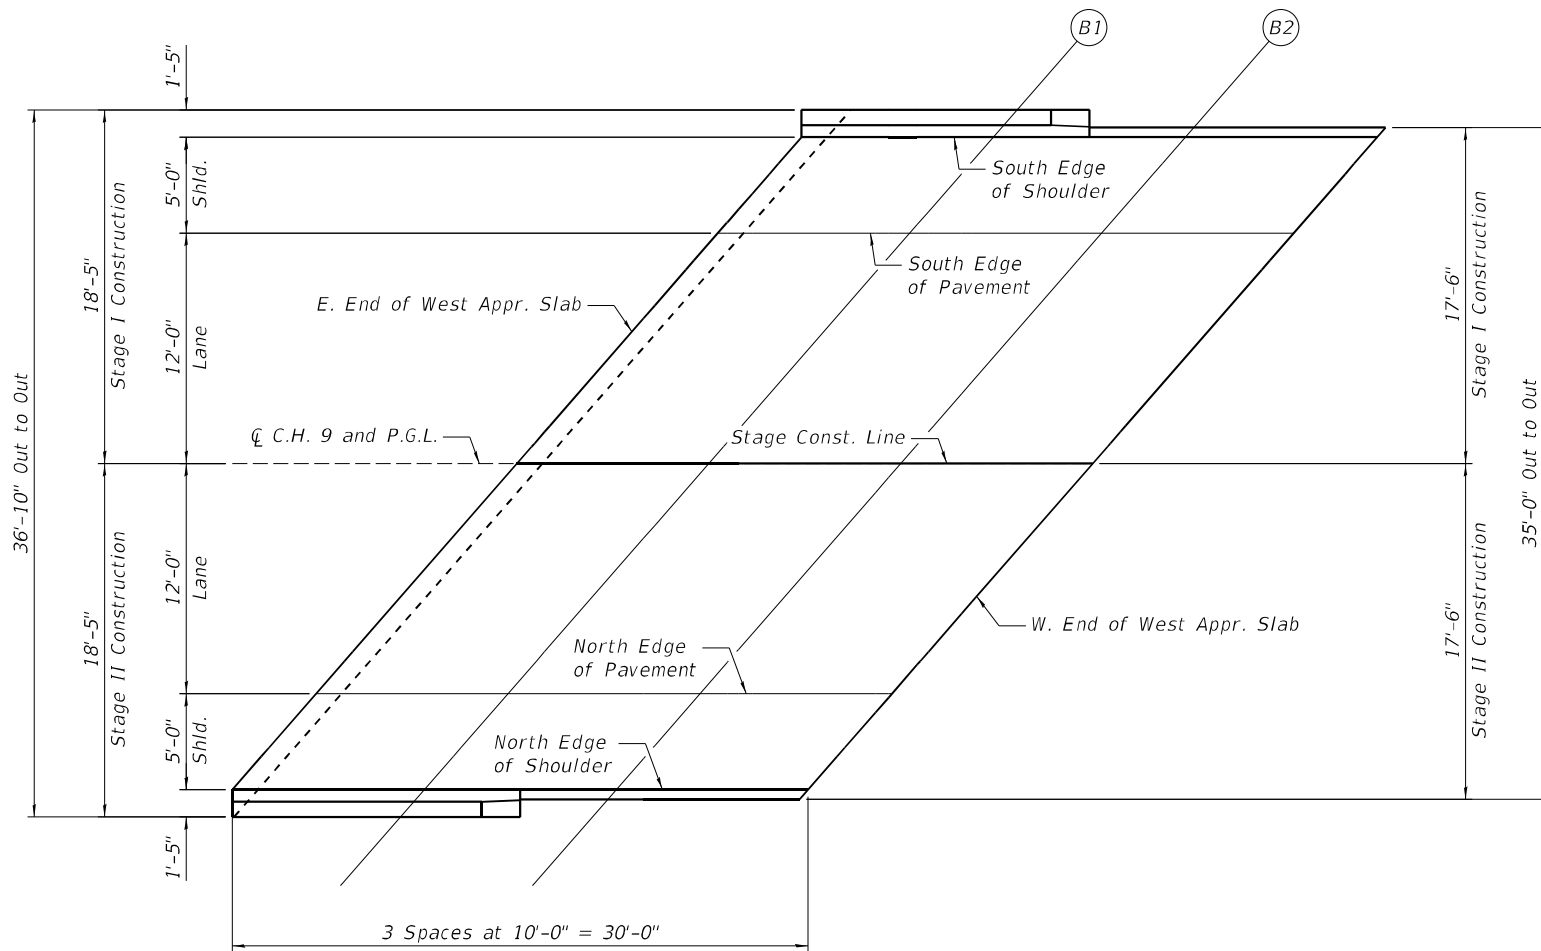 B1
B2
1'-5"
5'-0"
Shld.
18'-5"
Stage I Construction
12'-0"
Lane
36'-10" Out to Out
South Edge
of Shoulder
South Edge
of Pavement
E. End of West Appr. Slab
℄ C.H. 9 and P.G.L.
Stage Const. Line
17'-6"
Stage I Construction
35'-0" Out to Out
12'-0"
Lane
18'-5"
Stage II Construction
5'-0"
Shld.
1'-5"
North Edge
of Pavement
W. End of West Appr. Slab
North Edge
of Shoulder
17'-6"
Stage II Construction
3 Spaces at 10'-0" = 30'-0"